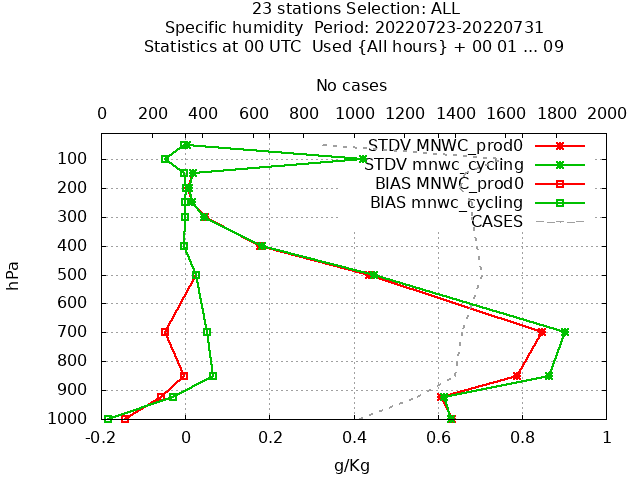 23 stations Selection: ALL
Specific humidity  Period: 20220723-20220731
Statistics at 00 UTC  Used {All hours} + 00 01 ... 09
No cases
0 200 400 600 800 1000 1200 1400 1600 1800 2000
STDV MNWC_prod0
STDV mnwc_cycling
BIAS MNWC_prod0
BIAS mnwc_cycling
CASES
hPa
100
200
300
400
500
600
700
800
900
1000
-0.2 0 0.2 0.4 0.6 0.8 1
g/Kg